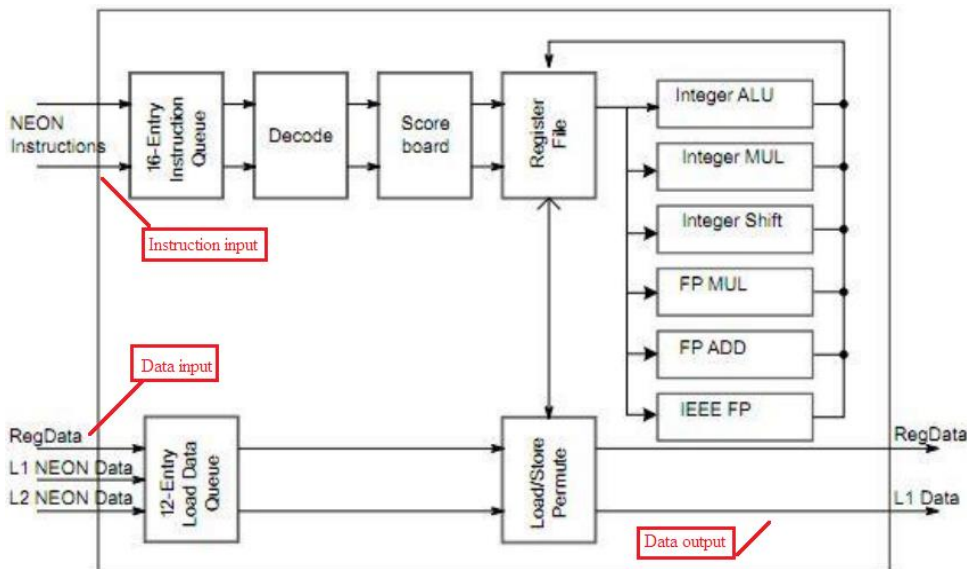 NEON
Instructions
16-Entry
Instruction
Queue
Decode
Score
board
Register
File
Integer ALU
Integer MUL
Integer Shift
FP MUL
FP ADD
IEEE FP
Instruction input
Data input
RegData
L1 NEON Data
L2 NEON Data
12-Entry
Load Data
Queue
Load/Store
Permute
RegData
L1 Data
Data output